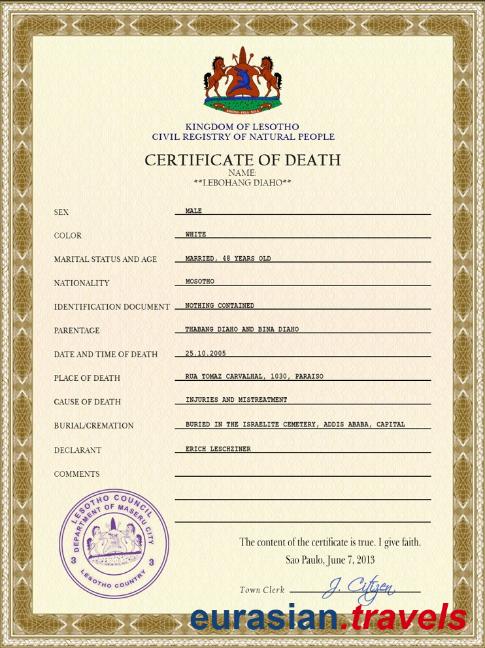 KINGDOM OF LESOTHO
CIVIL REGISTRY OF NATURAL PEOPLE
CERTIFICATE OF DEATH
NAME:
**LEBOHANG DIAHO**
SEX MALE
COLOR WHITE
MARITAL STATUS AND AGE MARRIED, 48 YEARS OLD
NATIONALITY MOSOTHO
IDENTIFICATION DOCUMENT NOTHING CONTAINED
PARENTAGE THABANG DIAHO AND BINA DIAHO
DATE AND TIME OF DEATH 25.10.2005
PLACE OF DEATH RUA TOMAZ CARVALHAL, 1030, PARAISO
CAUSE OF DEATH INJURIES AND MISTREATMENT
BURIAL/CREMATION BURIED IN THE ISRAELITE CEMETERY, ADDIS ABABA, CAPITAL
DECLARANT ERICH LESCHZINER
COMMENTS
LESOTHO COUNCIL
DEPARTMENT OF MASERU CITY
3 3
LESOTHO COUNTRY
The content of the certificate is true. I give faith.
Sao Paulo, June 7, 2013
Town Clerk J. Citizen
eurasian.travels